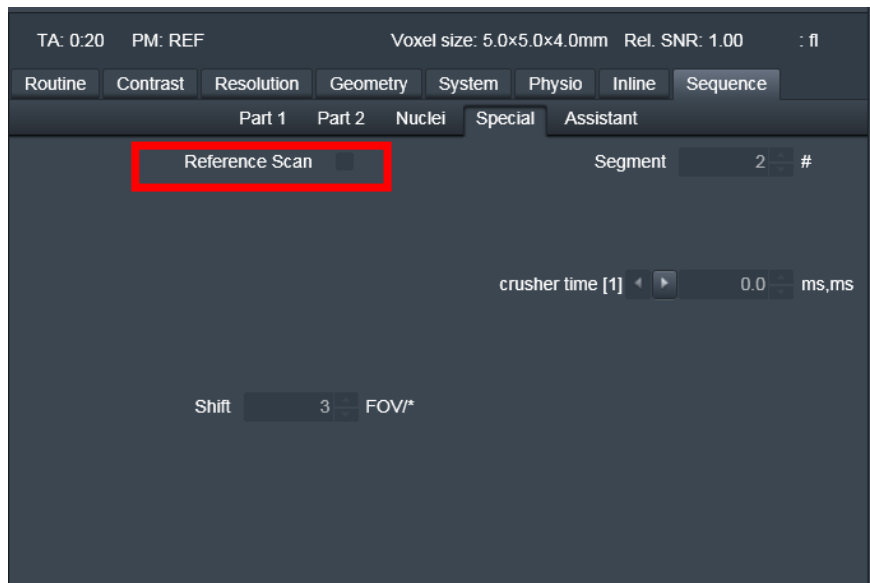 TA: 0:20 PM: REF Voxel size: 5.0×5.0×4.0mm Rel. SNR: 1.00 : fl
Routine Contrast Resolution Geometry System Physio Inline Sequence
Part 1 Part 2 Nuclei Special Assistant
Reference Scan Segment 2 #
crusher time [1] 0.0 ms,ms
Shift 3 FOV/*